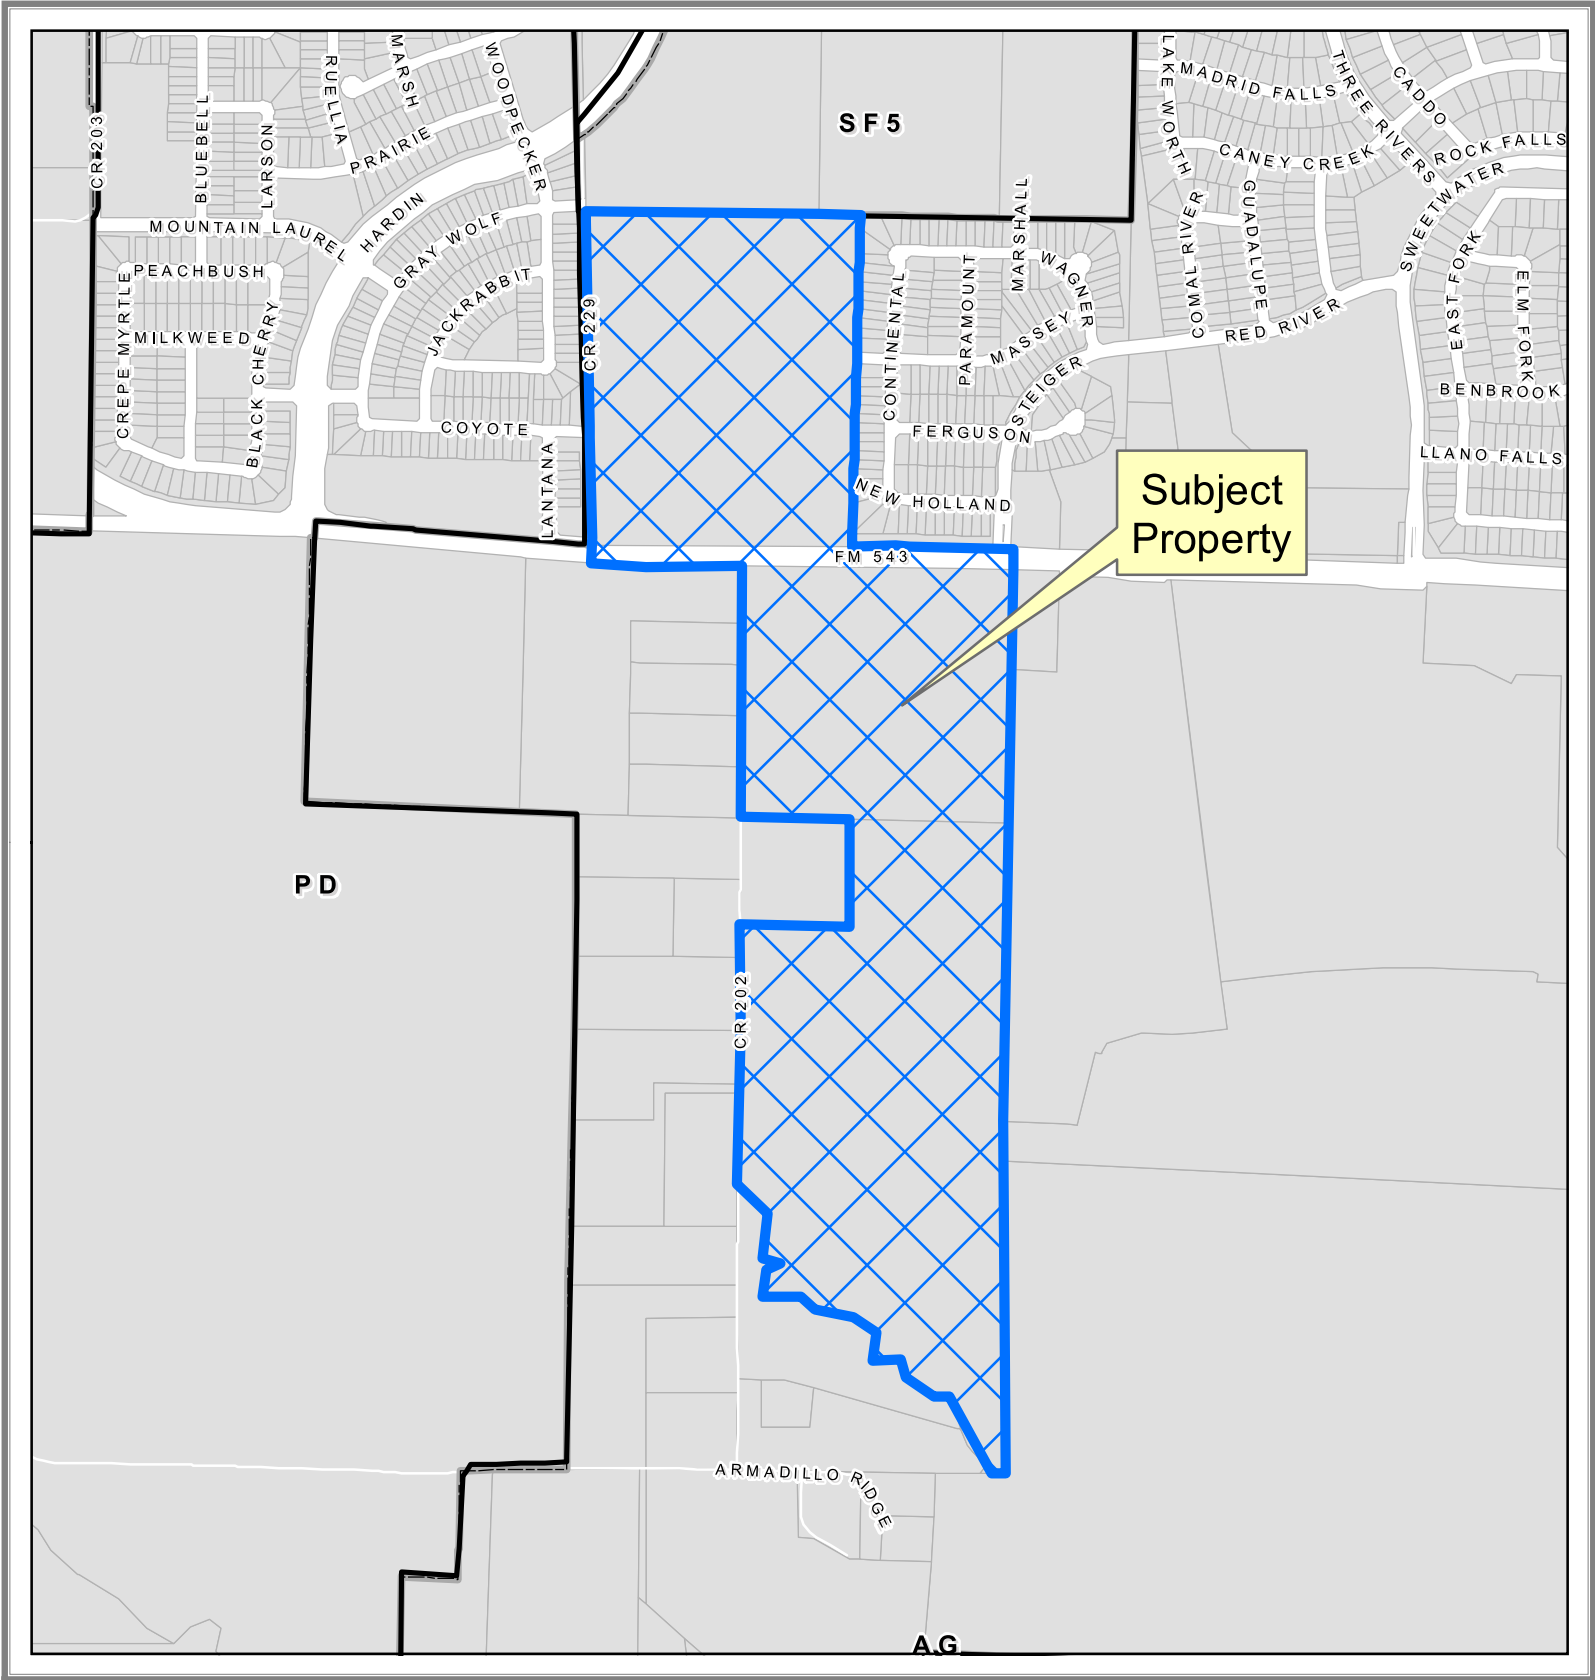 RUELLIA
MARSH
WOODPECKER
LAKE WORTH
MADRID FALLS
THREE RIVERS
CADDO
CR 203
BLUEBELL
LARSON
PRAIRIE
SF5
CANEY CREEK
ROCK FALLS
SWEETWATER
MOUNTAIN LAUREL
HARDIN
GRAY WOLF
MARSHALL
COMAL RIVER
GUADALUPE
PEACHBUSH
JACKRABBIT
CONTINENTAL
PARAMOUNT
WAGNER
EAST FORK
ELM FORK
CREPE MYRTLE
MILKWEED
BLACK CHERRY
CR 229
MASSEY
RED RIVER
STEIGER
BENBROOK
COYOTE
FERGUSON
LLANO FALLS
LANTANA
NEW HOLLAND
Subject
Property
FM 543
PD
CR 202
ARMADILLO RIDGE
AG